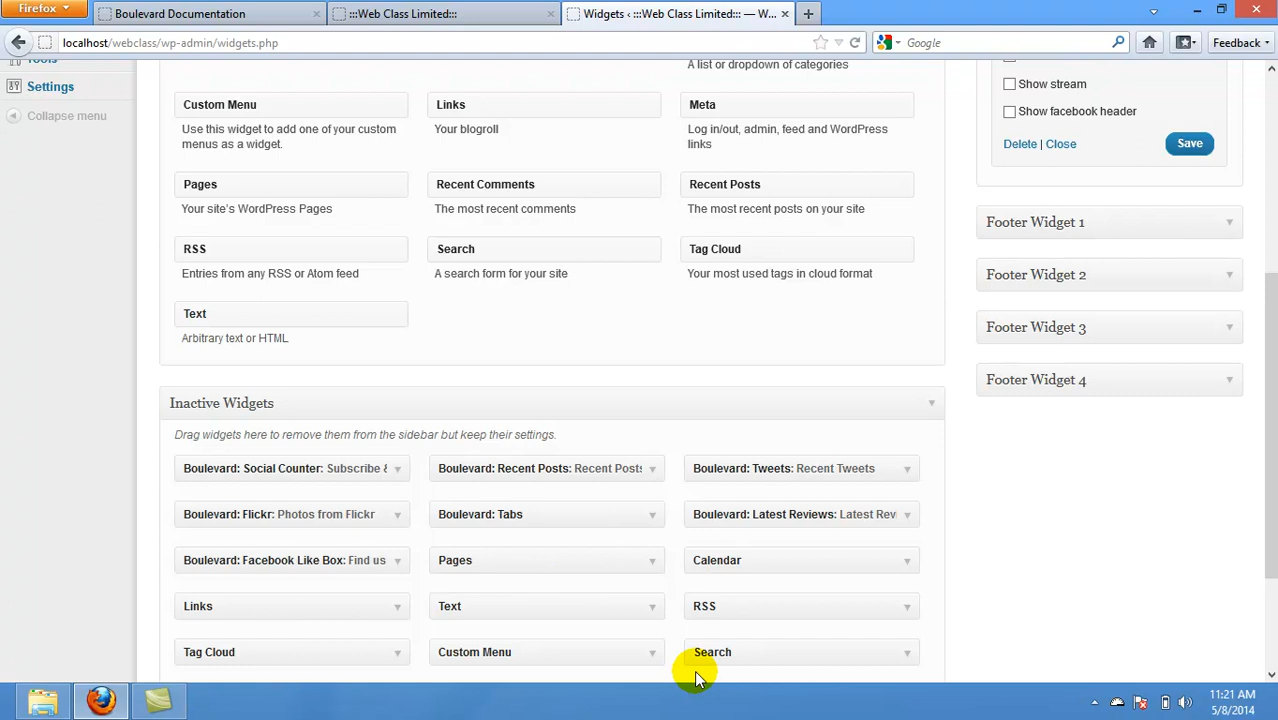 Firefox
Boulevard Documentation
:::Web Class Limited:::
Widgets ‹ :::Web Class Limited::: — W...
localhost/webclass/wp-admin/widgets.php
Google
Feedback
Settings
Collapse menu
A list or dropdown of categories
Custom Menu
Links
Meta
Use this widget to add one of your custom
menus as a widget.
Your blogroll
Log in/out, admin, feed and WordPress
links
Pages
Recent Comments
Recent Posts
Your site's WordPress Pages
The most recent comments
The most recent posts on your site
RSS
Search
Tag Cloud
Entries from any RSS or Atom feed
A search form for your site
Your most used tags in cloud format
Text
Arbitrary text or HTML
Inactive Widgets
Drag widgets here to remove them from the sidebar but keep their settings.
Boulevard: Social Counter: Subscribe &
Boulevard: Recent Posts: Recent Posts
Boulevard: Tweets: Recent Tweets
Boulevard: Flickr: Photos from Flickr
Boulevard: Tabs
Boulevard: Latest Reviews: Latest Rev
Boulevard: Facebook Like Box: Find us
Pages
Calendar
Links
Text
RSS
Tag Cloud
Custom Menu
Search
Show stream
Show facebook header
Delete | Close
Save
Footer Widget 1
Footer Widget 2
Footer Widget 3
Footer Widget 4
11:21 AM
5/8/2014